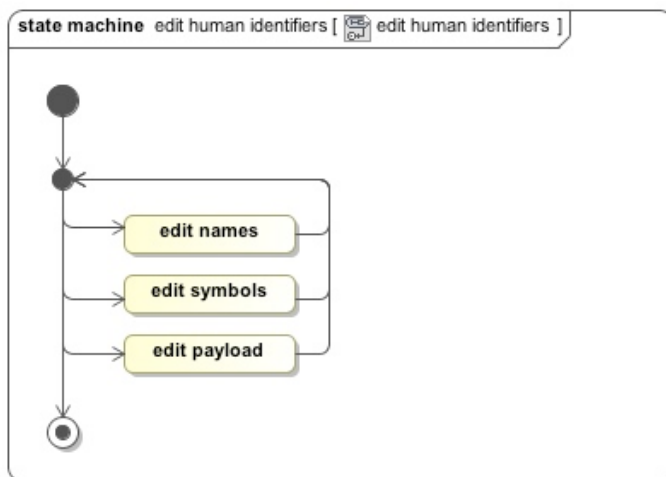 state machine edit human identifiers [ edit human identifiers ]
edit names
edit symbols
edit payload